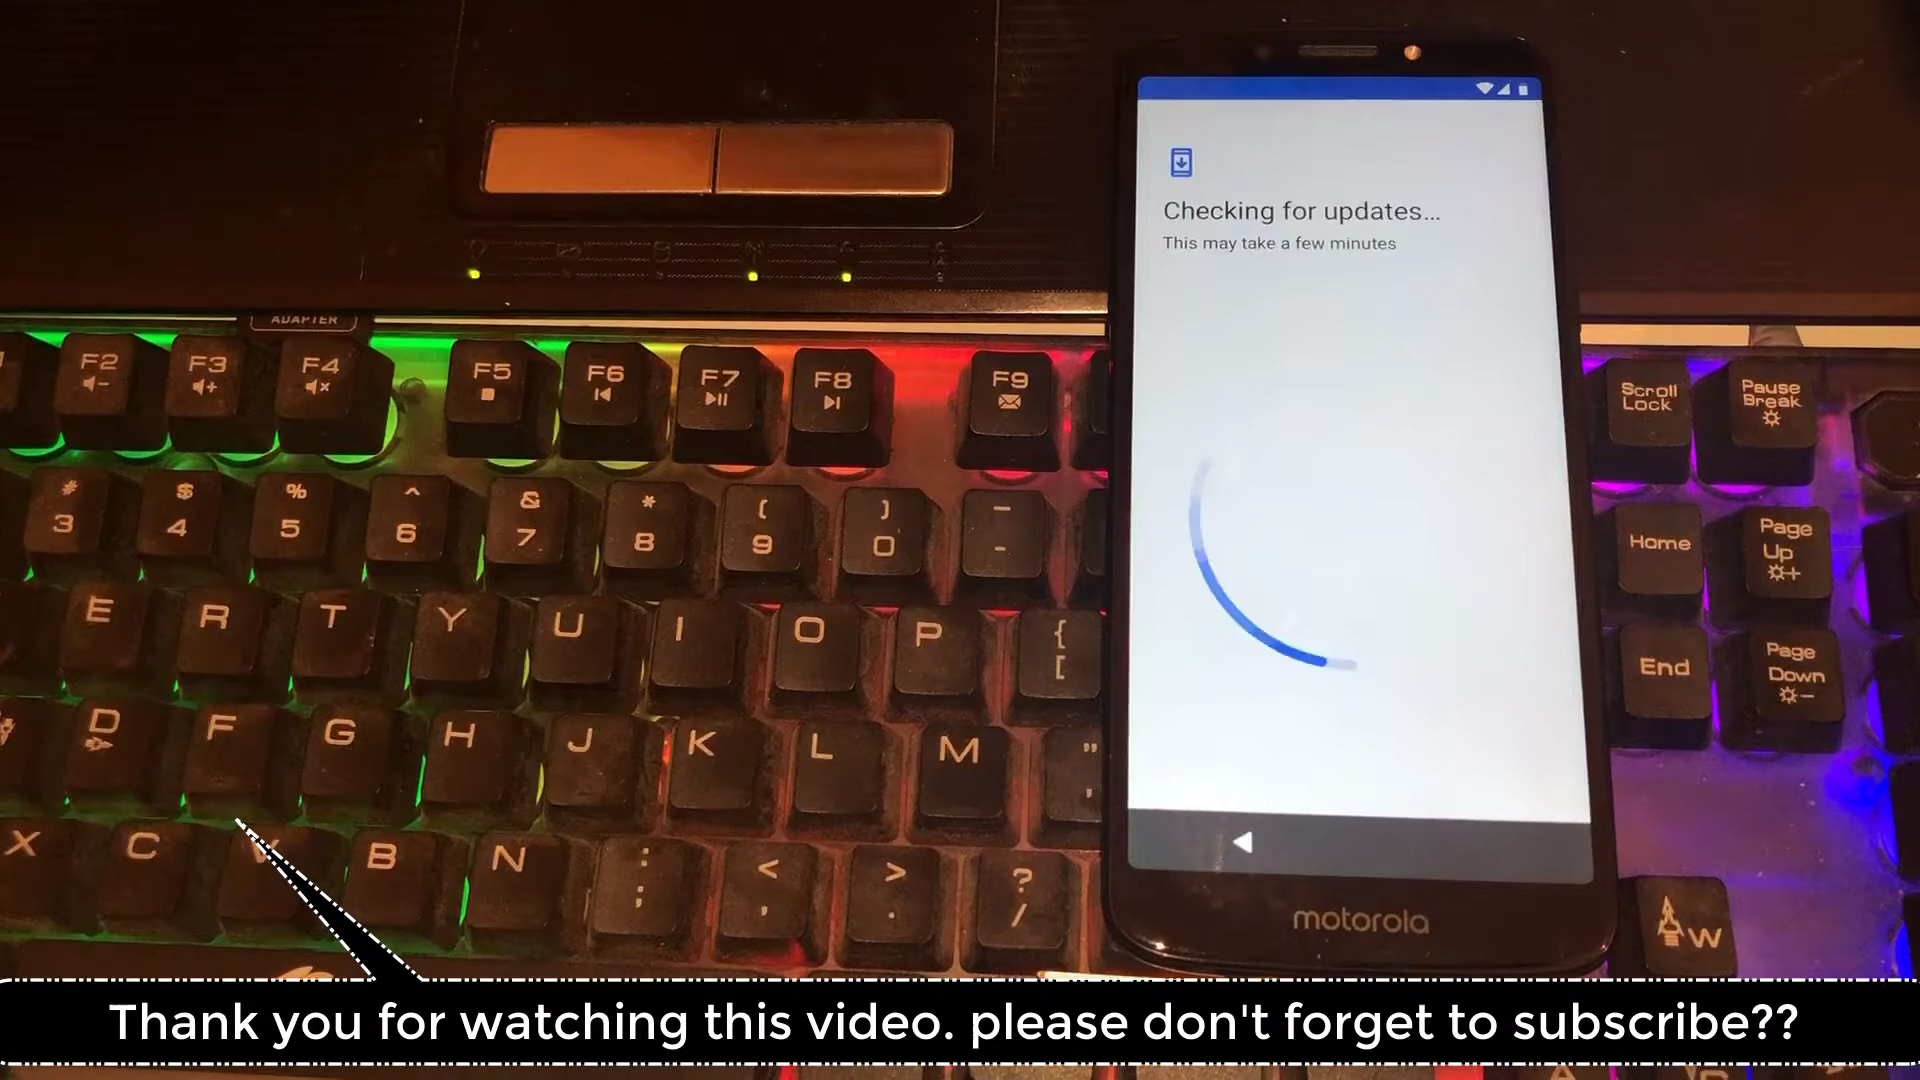 Checking for updates...
This may take a few minutes
ADAPTER
F2 F3 F4 F5 F6 F7 F8 F9
Scroll Lock
Pause Break
# 3 $ 4 % 5 ^ 6 & 7 * 8 ( 9 ) 0 - -
Home
Page Up
E R T Y U I O P { [
End
Page Down
D F G H J K L M " '
X C V B N : ; < , > . ? /
W
motorola
Thank you for watching this video. please don't forget to subscribe??